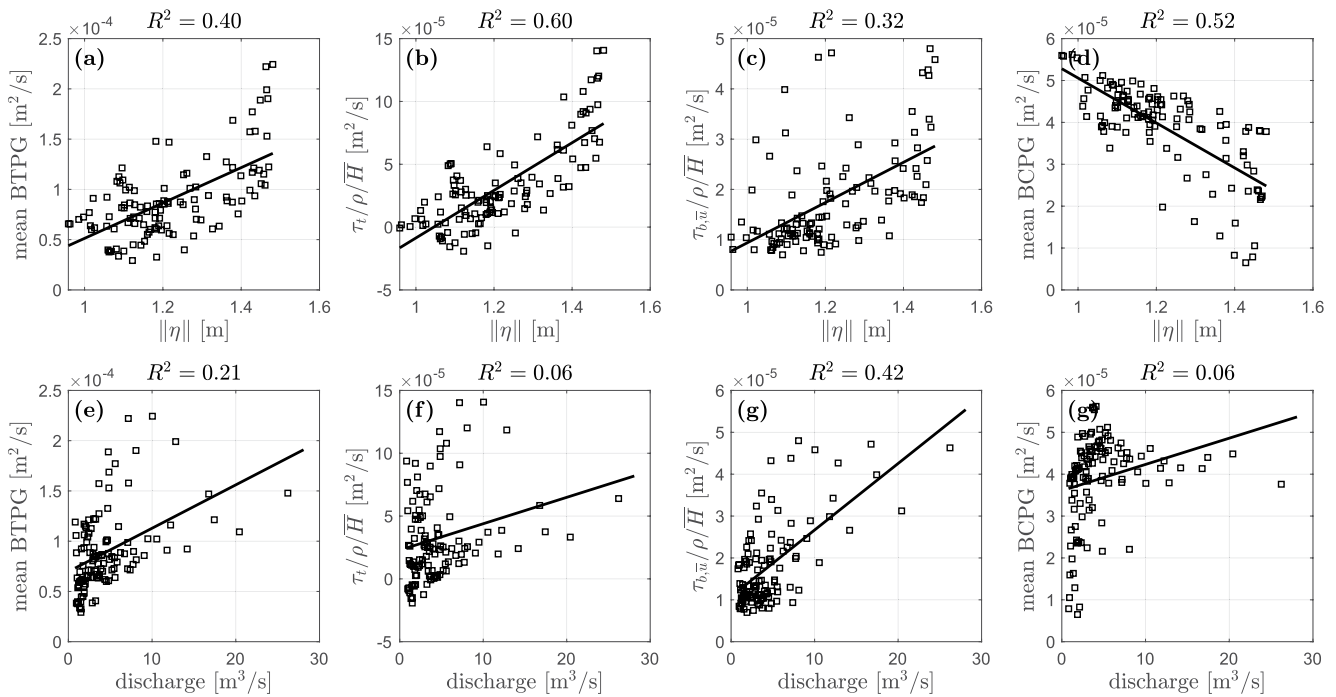 ×10⁻⁴ R² = 0.40
(a)
mean BTPG [m²/s]
2.5
2
1.5
1
0.5
0
1 1.2 1.4 1.6
‖η‖ [m]
×10⁻⁵ R² = 0.60
(b)
τₜ/ρ/H̅ [m²/s]
15
10
5
0
-5
1 1.2 1.4 1.6
‖η‖ [m]
×10⁻⁵ R² = 0.32
(c)
τ_{b,u̅}/ρ/H̅ [m²/s]
5
4
3
2
1
0
1 1.2 1.4 1.6
‖η‖ [m]
×10⁻⁵ R² = 0.52
(d)
mean BCPG [m²/s]
6
5
4
3
2
1
0
1 1.2 1.4 1.6
‖η‖ [m]
×10⁻⁴ R² = 0.21
(e)
mean BTPG [m²/s]
2.5
2
1.5
1
0.5
0
0 10 20 30
discharge [m³/s]
×10⁻⁵ R² = 0.06
(f)
τₜ/ρ/H̅ [m²/s]
15
10
5
0
-5
0 10 20 30
discharge [m³/s]
×10⁻⁵ R² = 0.42
(g)
τ_{b,u̅}/ρ/H̅ [m²/s]
5
4
3
2
1
0
6
0 10 20 30
discharge [m³/s]
×10⁻⁵ R² = 0.06
(g)
mean BCPG [m²/s]
6
5
4
3
2
1
0
0 10 20 30
discharge [m³/s]